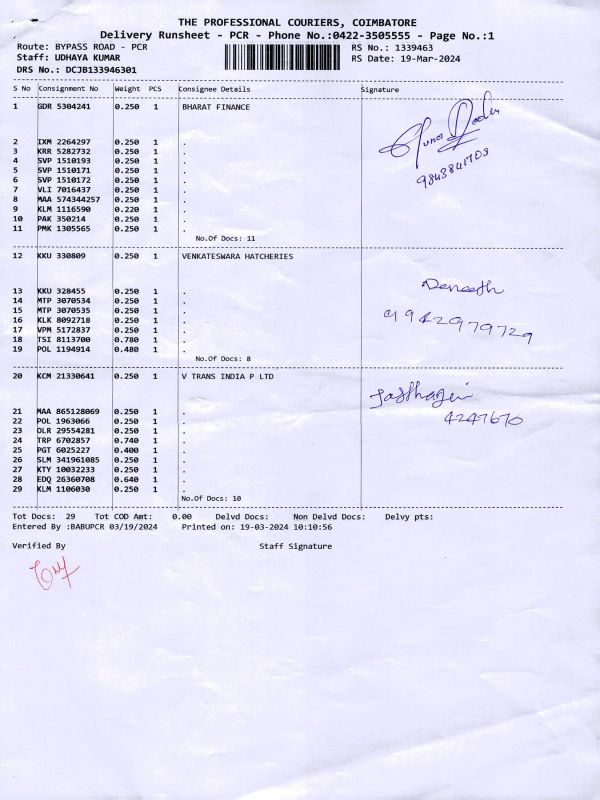 THE PROFESSIONAL COURIERS, COIMBATORE
Delivery Runsheet - PCR - Phone No.:0422-3505555 - Page No.:1
Route: BYPASS ROAD - PCR RS No.: 1339463
Staff: UDHAYA KUMAR RS Date: 19-Mar-2024
DRS No.: DCJB133946301
S No Consignment No Weight PCS Consignee Details Signature
1 GDR 5304241 0.250 1 BHARAT FINANCE
2 IXM 2264297 0.250 1 .
3 KRR 5282732 0.250 1 .
4 SVP 1510193 0.250 1 .
5 SVP 1510171 0.250 1 .
6 SVP 1510172 0.250 1 .
7 VLI 7016437 0.250 1 .
8 MAA 574344257 0.250 1 .
9 KLM 1116590 0.220 1 .
10 PAK 350214 0.250 1 .
11 PMK 1305565 0.250 1 .
No.Of Docs: 11
12 KKU 330809 0.250 1 VENKATESWARA HATCHERIES
13 KKU 328455 0.250 1 .
14 MTP 3070534 0.250 1 .
15 MTP 3070535 0.250 1 .
16 KLK 8092718 0.250 1 .
17 VPM 5172837 0.250 1 .
18 TSI 8113700 0.780 1 .
19 POL 1194914 0.480 1 .
9942979729
No.Of Docs: 8
20 KCM 21330641 0.250 1 V TRANS INDIA P LTD
21 MAA 865128069 0.250 1 .
22 POL 1963066 0.250 1 .
4247670
23 DLR 29554281 0.250 1 .
24 TRP 6702857 0.740 1 .
25 PGT 6025227 0.400 1 .
26 SLM 341961085 0.250 1 .
27 KTY 10032233 0.250 1 .
28 EDQ 26360708 0.640 1 .
29 KLM 1106030 0.250 1 .
No.Of Docs: 10
Tot Docs: 29 Tot COD Amt: 0.00 Delvd Docs: Non Delvd Docs: Delvy pts:
Entered By :BABUPCR 03/19/2024 Printed on: 19-03-2024 10:10:56
Verified By Staff Signature